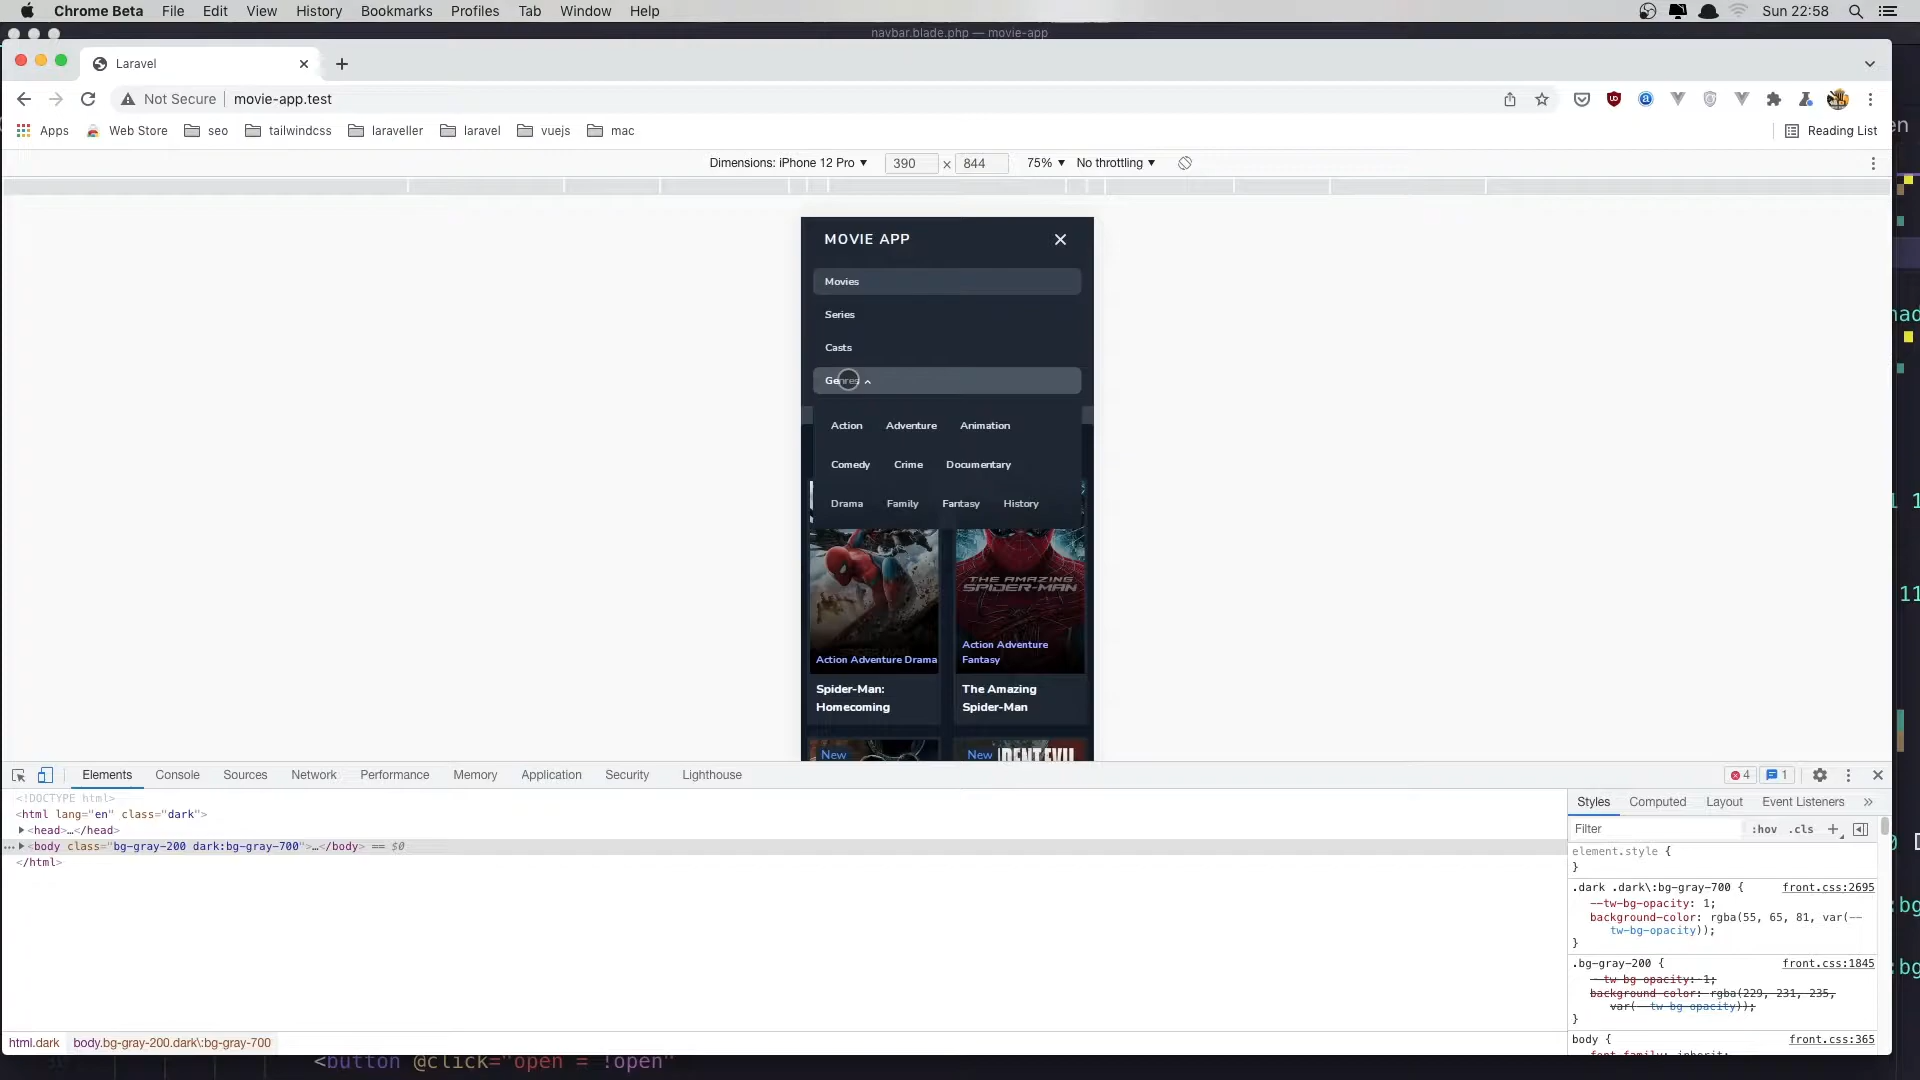 Chrome Beta File Edit View History Bookmarks Profiles Tab Window Help Sun 22:58
navbar.blade.php — movie-app
Laravel
Not Secure movie-app.test
Apps Web Store seo tailwindcss laraveller laravel vuejs mac Reading List
Dimensions: iPhone 12 Pro 390 × 844 75% No throttling
MOVIE APP
Movies
Series
Casts
Genres
Action Adventure Animation
Comedy Crime Documentary
Drama Family Fantasy History
THE AMAZING
SPIDER-MAN
Action Adventure Drama
Action Adventure
Fantasy
Spider-Man:
Homecoming
The Amazing
Spider-Man
New
New
Elements Console Sources Network Performance Memory Application Security Lighthouse 4 1
<!DOCTYPE html>
<html lang="en" class="dark">
<head>…</head>
<body class="bg-gray-200 dark:bg-gray-700">…</body> == $0
</html>
Styles Computed Layout Event Listeners
Filter :hov .cls
element.style {
}
.dark .dark\:bg-gray-700 { front.css:2695
--tw-bg-opacity: 1;
background-color: rgba(55, 65, 81, var(--
tw-bg-opacity));
}
.bg-gray-200 { front.css:1845
--tw-bg-opacity: 1;
background-color: rgba(229, 231, 235,
var(--tw-bg-opacity));
}
body { front.css:365
html.dark body.bg-gray-200.dark\:bg-gray-700
<button @click="open = !open"